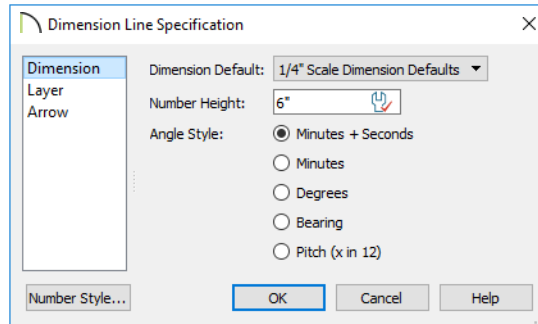 Dimension Line Specification
Dimension
Layer
Arrow
Dimension Default: 1/4" Scale Dimension Defaults
Number Height: 6"
Angle Style: Minutes + Seconds
Minutes
Degrees
Bearing
Pitch (x in 12)
Number Style... OK Cancel Help